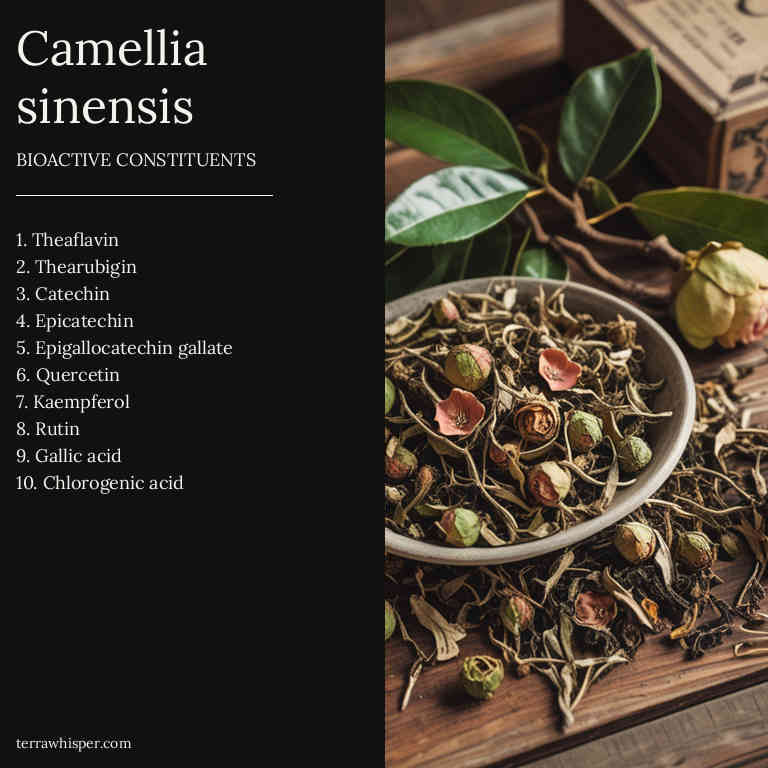 Camellia
sinensis
BIOACTIVE CONSTITUENTS
1. Theaflavin
2. Thearubigin
3. Catechin
4. Epicatechin
5. Epigallocatechin gallate
6. Quercetin
7. Kaempferol
8. Rutin
9. Gallic acid
10. Chlorogenic acid
terrawhisper.com